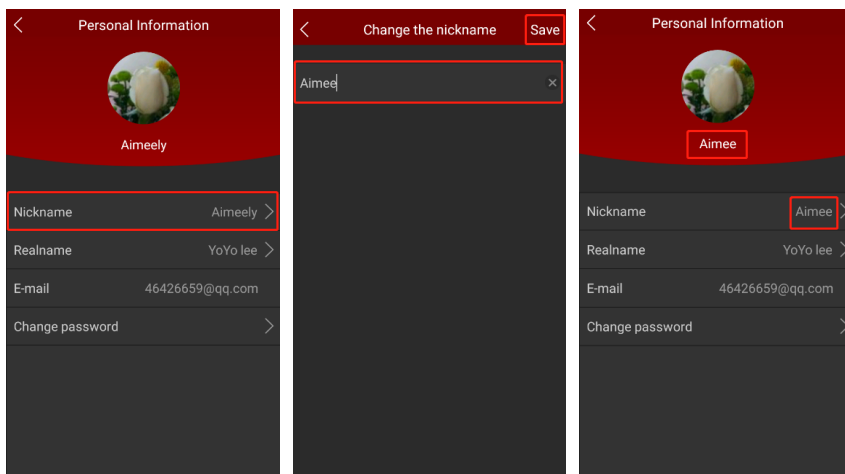 Personal Information
Aimeely
Nickname Aimeely
Realname YoYo lee
E-mail 46426659@qq.com
Change password
Change the nickname Save
Aimee
Personal Information
Aimee
Nickname Aimee
Realname YoYo lee
E-mail 46426659@qq.com
Change password